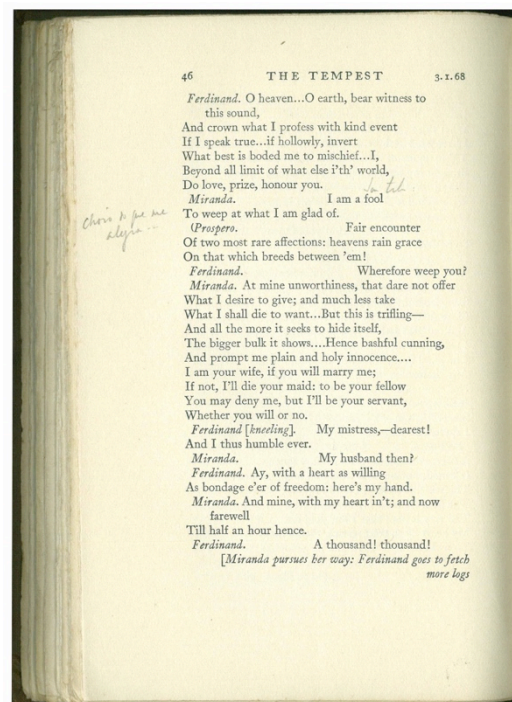 46 THE TEMPEST 3.1.68
Ferdinand. O heaven...O earth, bear witness to
this sound,
And crown what I profess with kind event
If I speak true...if hollowly, invert
What best is boded me to mischief...I,
Beyond all limit of what else i'th' world,
Do love, prize, honour you.
Miranda. I am a fool
To weep at what I am glad of.
(Prospero. Fair encounter
Of two most rare affections: heavens rain grace
On that which breeds between 'em!
Ferdinand. Wherefore weep you?
Miranda. At mine unworthiness, that dare not offer
What I desire to give; and much less take
What I shall die to want...But this is trifling—
And all the more it seeks to hide itself,
The bigger bulk it shows....Hence bashful cunning,
And prompt me plain and holy innocence....
I am your wife, if you will marry me;
If not, I'll die your maid: to be your fellow
You may deny me, but I'll be your servant,
Whether you will or no.
Ferdinand [kneeling]. My mistress,—dearest!
And I thus humble ever.
Miranda. My husband then?
Ferdinand. Ay, with a heart as willing
As bondage e'er of freedom: here's my hand.
Miranda. And mine, with my heart in't; and now
farewell
Till half an hour hence.
Ferdinand. A thousand! thousand!
[Miranda pursues her way: Ferdinand goes to fetch
more logs